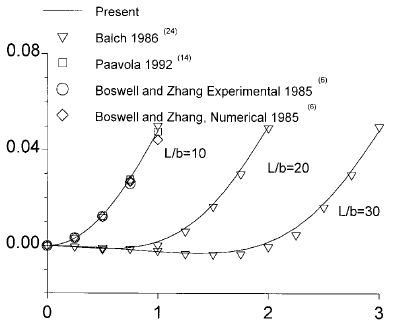 Present
Balch 1986 (24)
0.08
Paavola 1992 (14)
Boswell and Zhang Experimental 1985 (6)
Boswell and Zhang, Numerical 1985 (6)
0.04
L/b=10
L/b=20
L/b=30
0.00
0 1 2 3